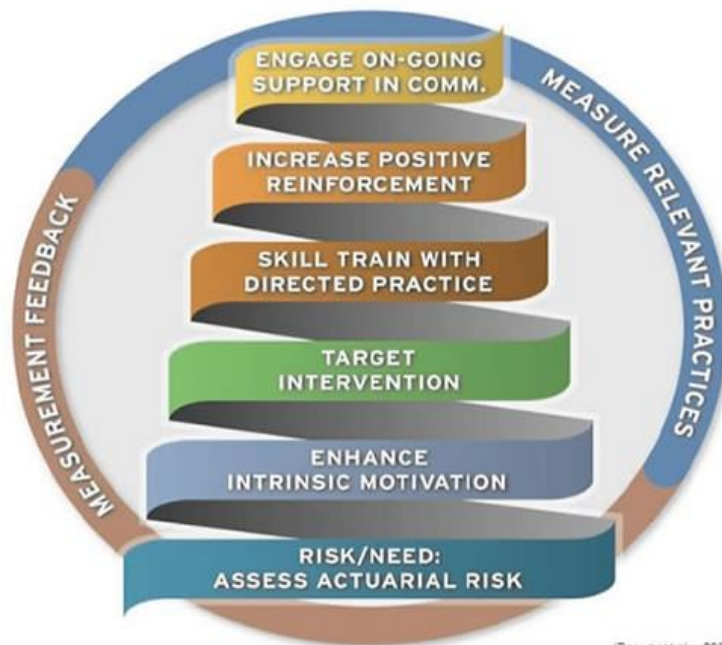 ENGAGE ON-GOING
SUPPORT IN COMM.
INCREASE POSITIVE
REINFORCEMENT
SKILL TRAIN WITH
DIRECTED PRACTICE
TARGET
INTERVENTION
ENHANCE
INTRINSIC MOTIVATION
RISK/NEED:
ASSESS ACTUARIAL RISK
MEASUREMENT FEEDBACK
MEASURE RELEVANT PRACTICES